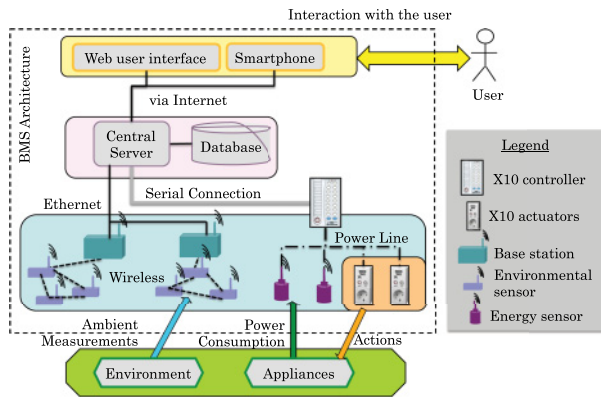 Interaction with the user
BMS Architecture
Web user interface
Smartphone
User
via Internet
Central
Server
Database
Ethernet
Serial Connection
Power Line
Wireless
Ambient
Measurements
Power
Consumption
Actions
Environment
Appliances
Legend
X10 controller
X10 actuators
Base station
Environmental
sensor
Energy sensor